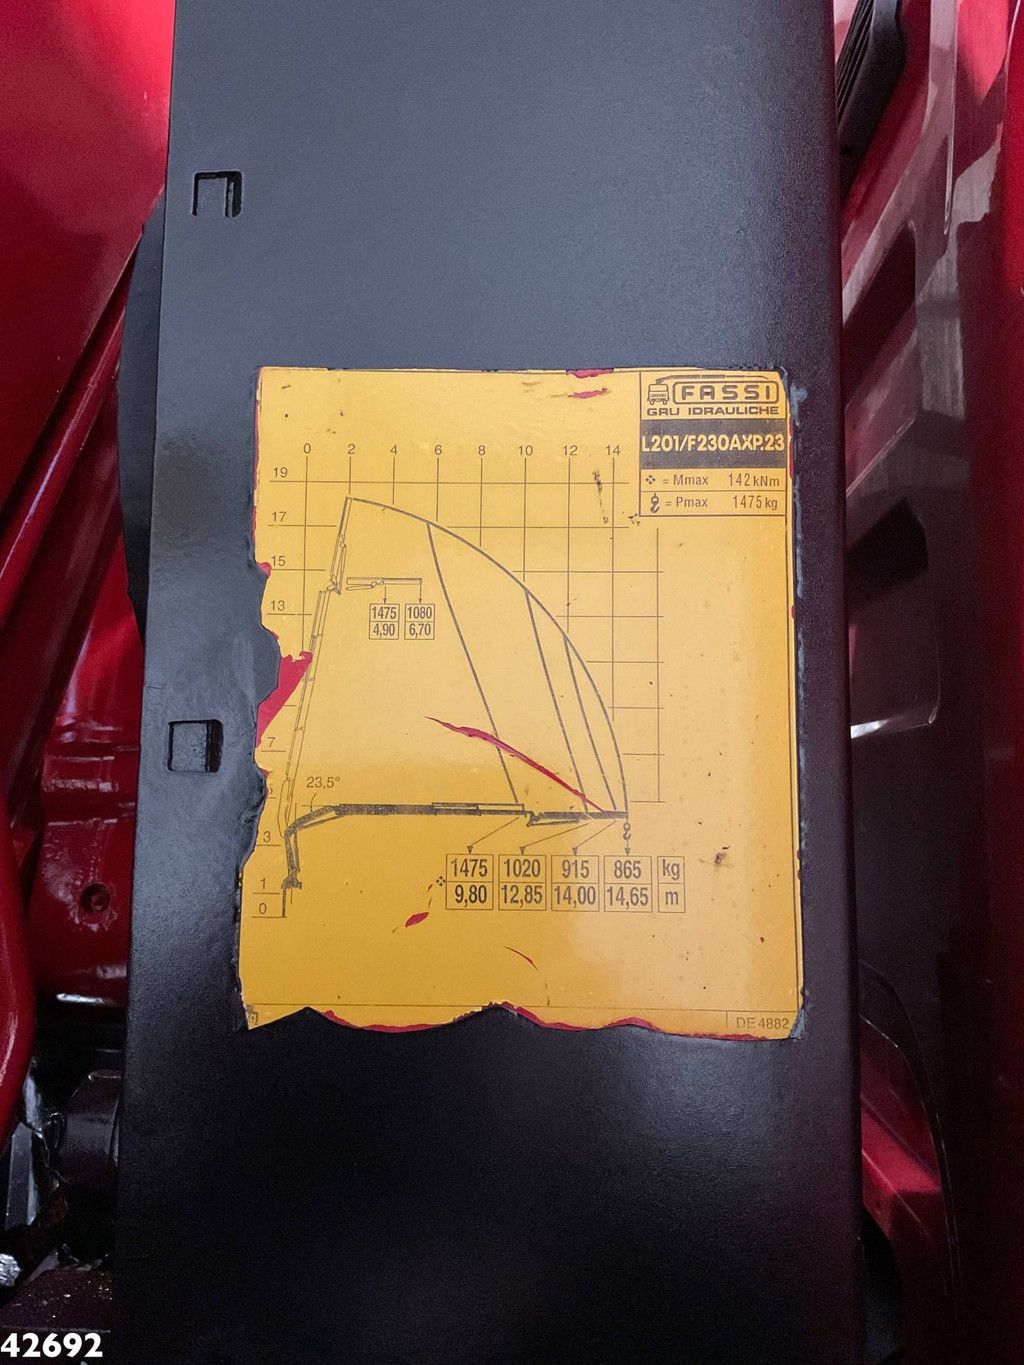 FASSI
GRU IDRAULICHE
L201/F230AXP.23
= Mmax 142 kNm
= Pmax 1475 kg
0 2 4 6 8 10 12 14
19
17
15
13
1475 1080
4,90 6,70
7
23,5°
3
1475 1020 915 865 kg
9,80 12,85 14,00 14,65 m
1
0
DE 4882
42692